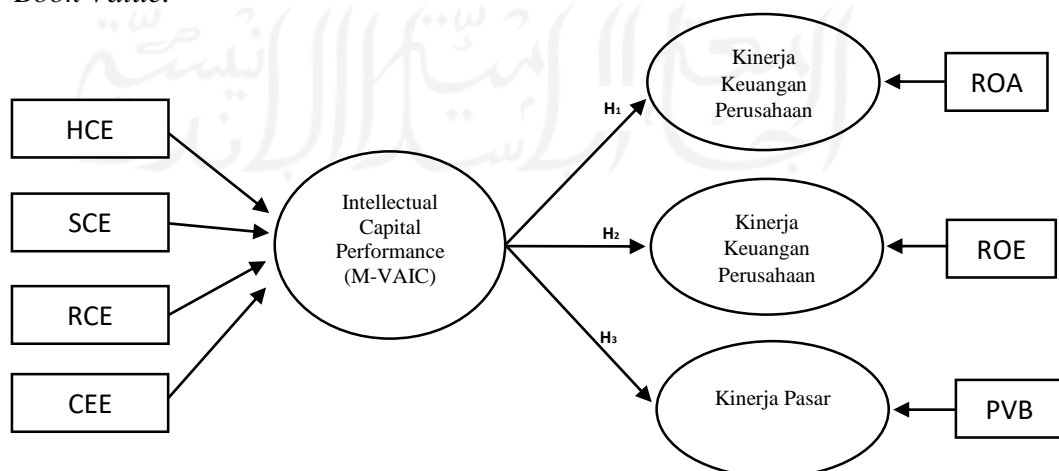 Book Value.
HCE
SCE
RCE
CEE
Intellectual
Capital
Performance
(M-VAIC)
H₁
H₂
H₃
Kinerja
Keuangan
Perusahaan
ROA
Kinerja
Keuangan
Perusahaan
ROE
Kinerja Pasar
PVB